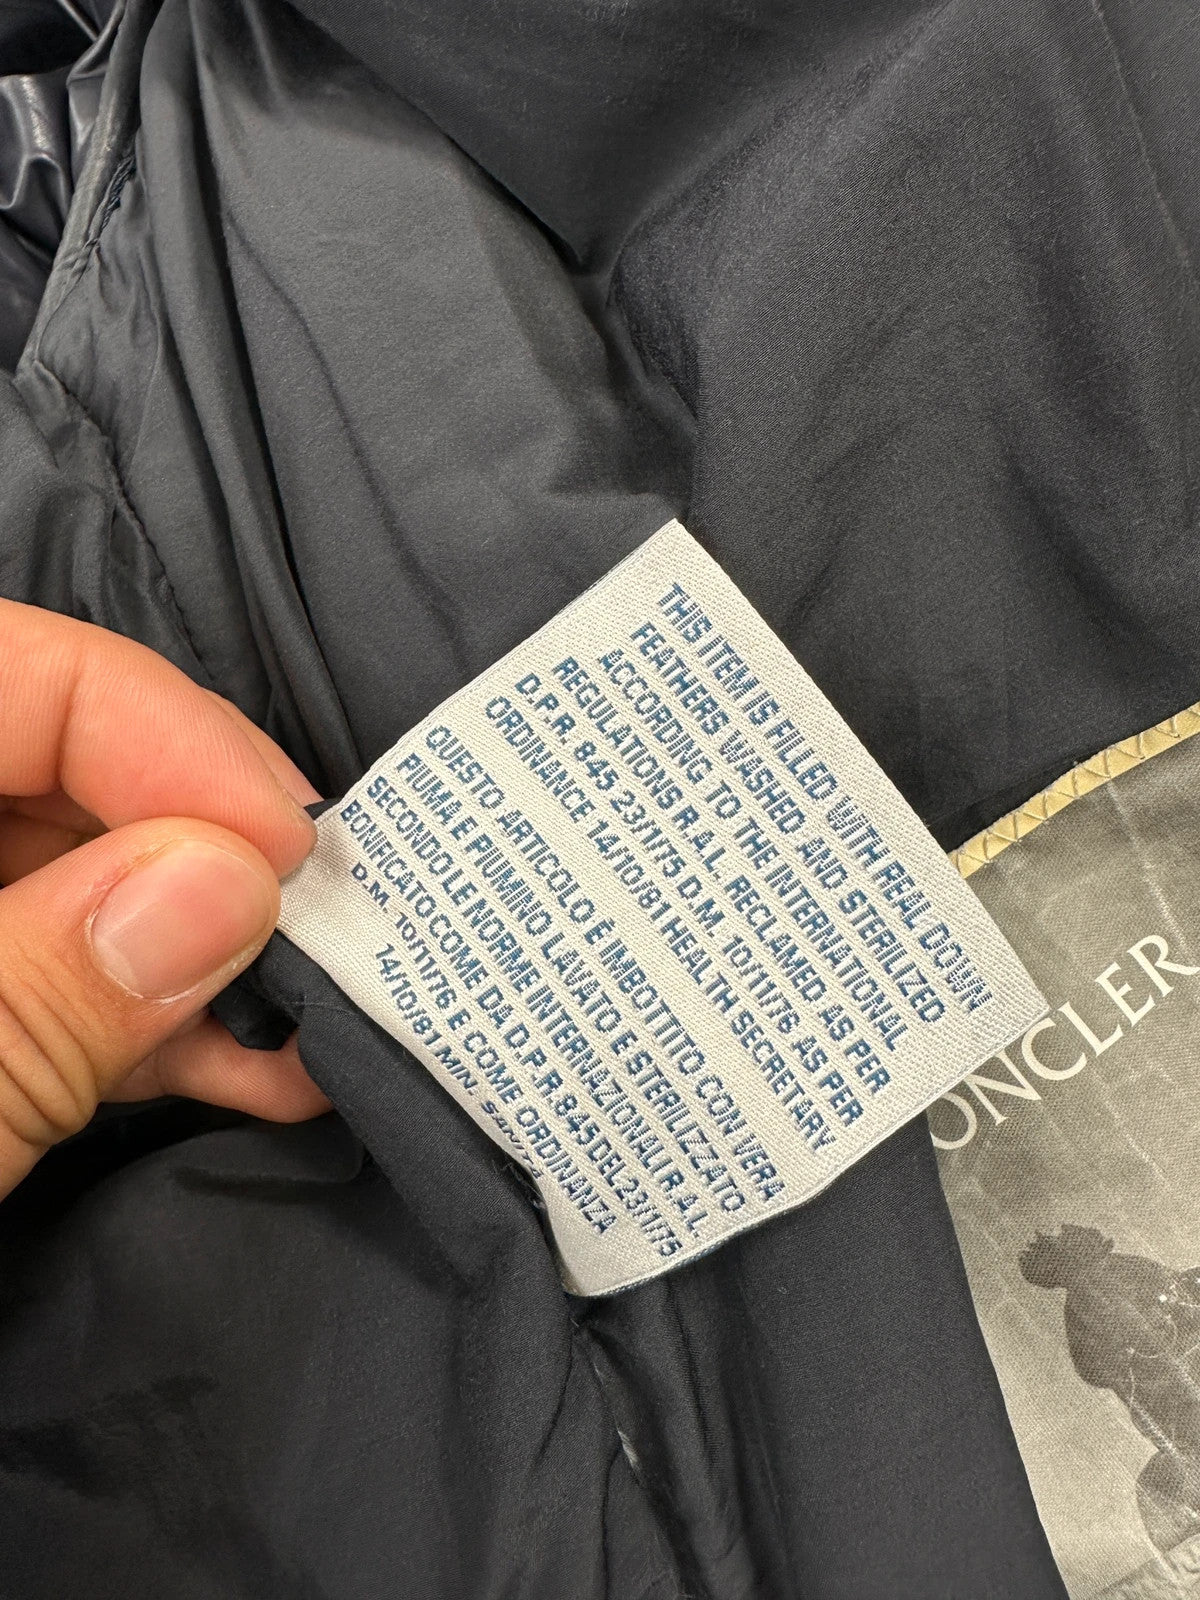 THIS ITEM IS FILLED WITH REAL DOWN
FEATHERS WASHED AND STERILIZED
ACCORDING TO THE INTERNATIONAL
REGULATIONS R.A.L. RECLAMED AS PER
D.P.R. 845 23/1/75 D.M. 10/11/76 AS PER
ORDINANCE 14/10/81 HEALTH SECRETARY
QUESTO ARTICOLO È IMBOTTITO CON VERA
PIUMA E PIUMINO LAVATO E STERILIZZATO
SECONDO LE NORME INTERNAZIONALI R.A.L.
BONIFICATO COME DA D.P.R.845 DEL 23/1/75
D.M. 10/11/76 E COME ORDINANZA
14/10/81 MIN. SANITÀ
ONCLER